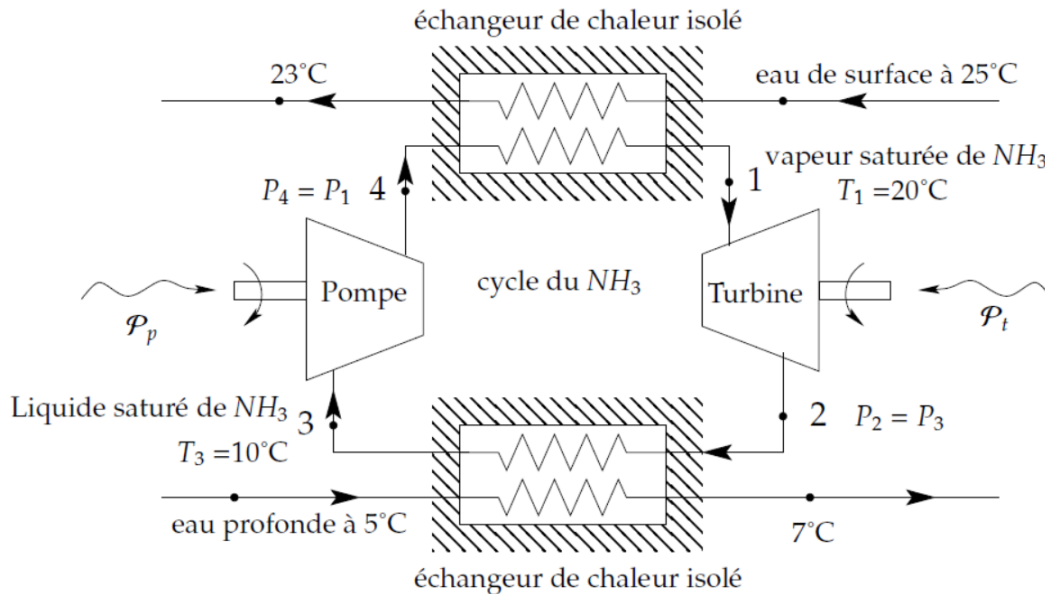 échangeur de chaleur isolé
23°C
eau de surface à 25°C
P₄ = P₁ 4
1
vapeur saturée de NH₃
T₁ =20°C
Pompe
cycle du NH₃
Turbine
𝒫ₚ
𝒫ₜ
Liquide saturé de NH₃
3
T₃ =10°C
2 P₂ = P₃
eau profonde à 5°C
7°C
échangeur de chaleur isolé